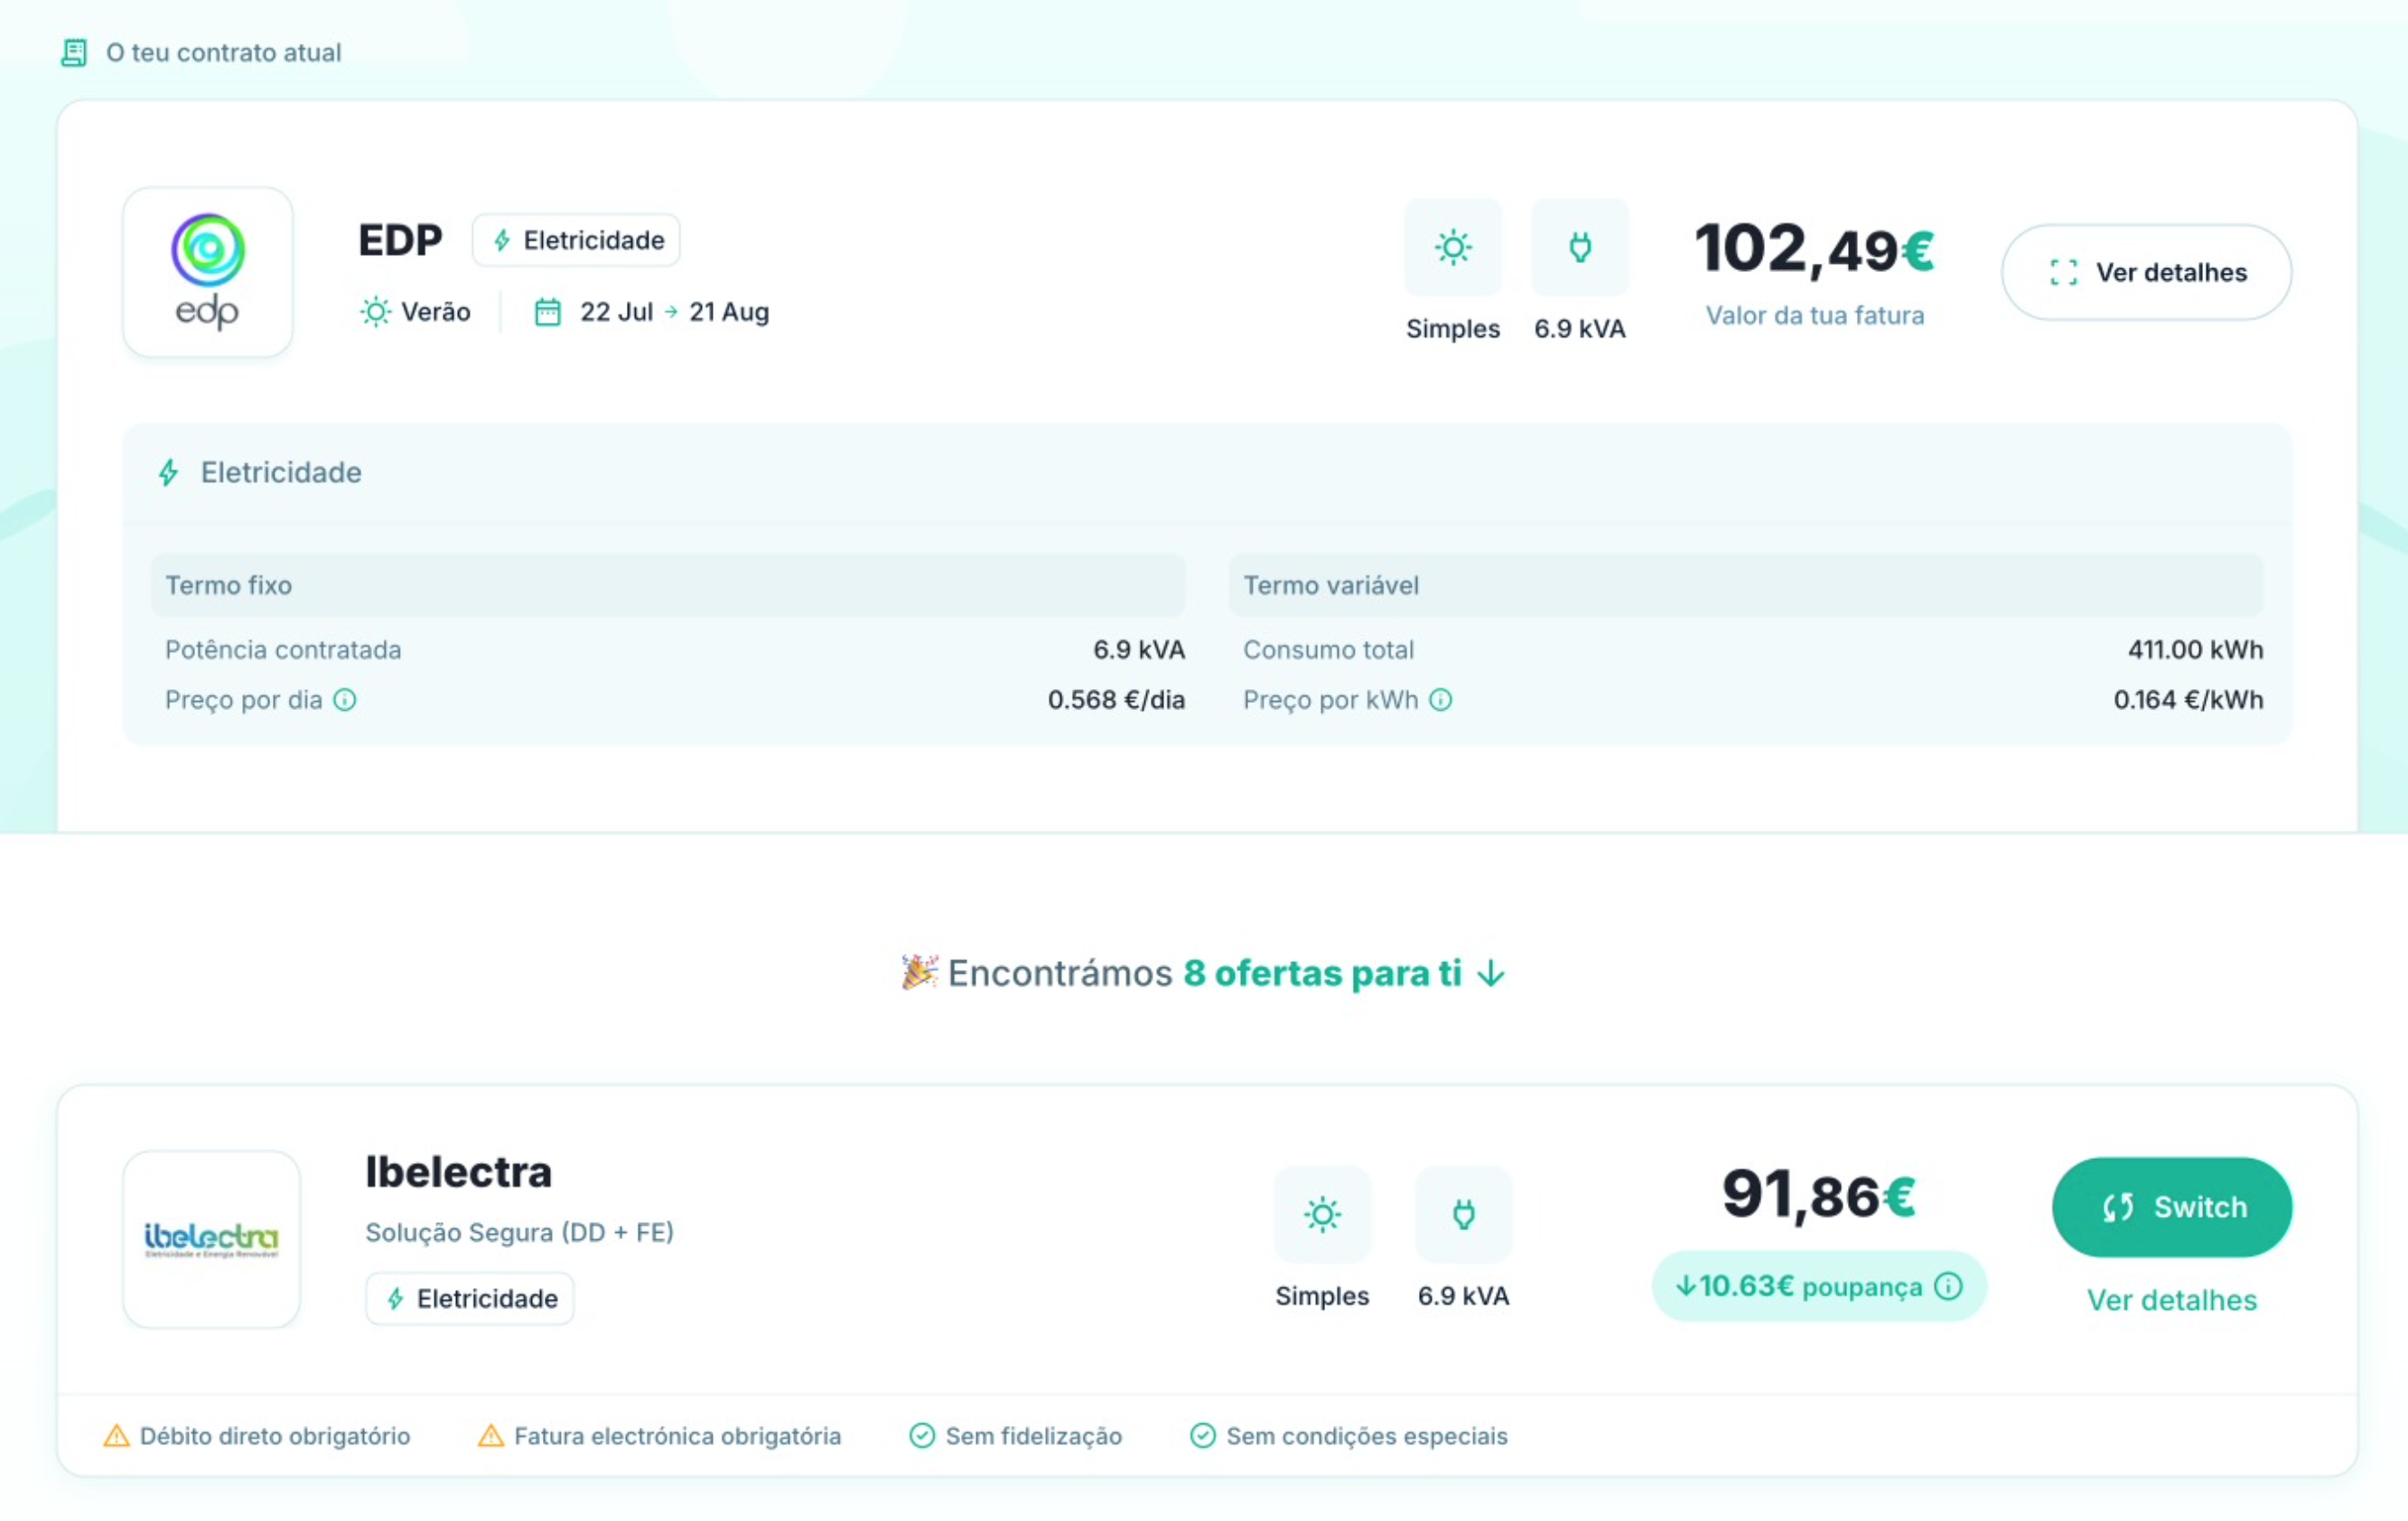 O teu contrato atual
edp
EDP
Eletricidade
Verão
22 Jul → 21 Aug
Simples
6.9 kVA
102,49€
Valor da tua fatura
Ver detalhes
Eletricidade
Termo fixo
Potência contratada 6.9 kVA
Preço por dia 0.568 €/dia
Termo variável
Consumo total 411.00 kWh
Preço por kWh 0.164 €/kWh
Encontrámos 8 ofertas para ti ↓
ibelectra
Eletricidade e Energia Renovável
Ibelectra
Solução Segura (DD + FE)
Eletricidade
Simples
6.9 kVA
91,86€
↓10.63€ poupança
Switch
Ver detalhes
Débito direto obrigatório
Fatura electrónica obrigatória
Sem fidelização
Sem condições especiais